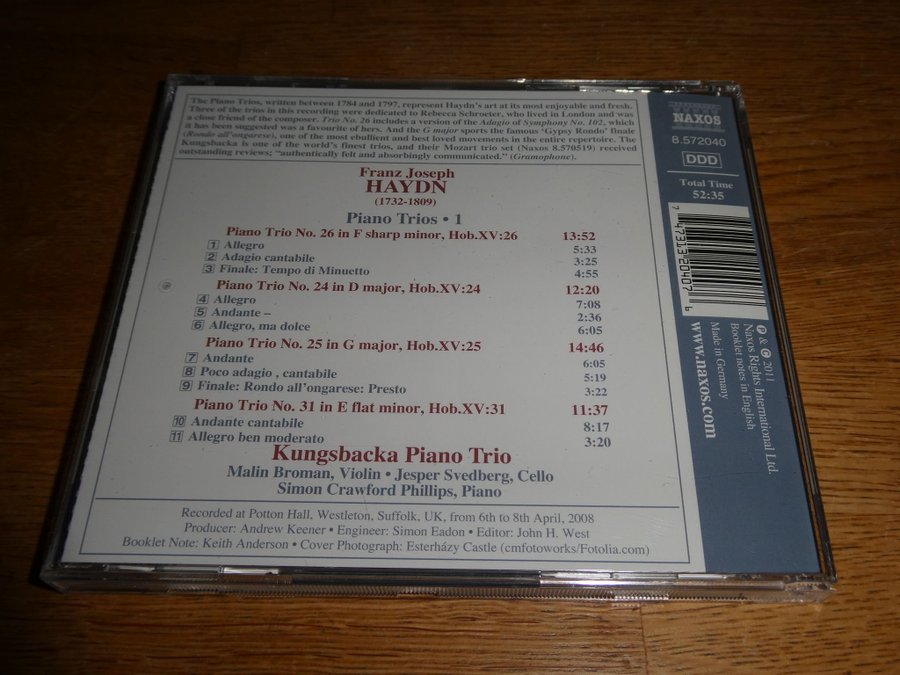 The Piano Trios, written between 1784 and 1797, represent Haydn's art at its most enjoyable and fresh.
Three of the trios in this recording were dedicated to Rebecca Schroeter, who lived in London and was
a close friend of the composer. Trio No. 26 includes a version of the Adagio of Symphony No. 102, which
it has been suggested was a favourite of hers. And the G major sports the famous 'Gypsy Rondo' finale
(Rondo all'ongarese), one of the most ebullient and best loved movements in the entire repertoire. The
Kungsbacka is one of the world's finest trios, and their Mozart trio set (Naxos 8.570519) received
outstanding reviews; "authentically felt and absorbingly communicated." (Gramophone).
Franz Joseph
HAYDN
(1732-1809)
Piano Trios • 1
Piano Trio No. 26 in F sharp minor, Hob.XV:26 13:52
1 Allegro 5:33
2 Adagio cantabile 3:25
3 Finale: Tempo di Minuetto 4:55
Piano Trio No. 24 in D major, Hob.XV:24 12:20
4 Allegro 7:08
5 Andante – 2:36
6 Allegro, ma dolce 6:05
Piano Trio No. 25 in G major, Hob.XV:25 14:46
7 Andante 6:05
8 Poco adagio , cantabile 5:19
9 Finale: Rondo all'ongarese: Presto 3:22
Piano Trio No. 31 in E flat minor, Hob.XV:31 11:37
10 Andante cantabile 8:17
11 Allegro ben moderato 3:20
Kungsbacka Piano Trio
Malin Broman, Violin • Jesper Svedberg, Cello
Simon Crawford Phillips, Piano
Recorded at Potton Hall, Westleton, Suffolk, UK, from 6th to 8th April, 2008
Producer: Andrew Keener • Engineer: Simon Eadon • Editor: John H. West
Booklet Note: Keith Anderson • Cover Photograph: Esterházy Castle (cmfotoworks/Fotolia.com)
NAXOS
8.572040
DDD
Total Time
52:35
7 47313 20407 6
℗ & © 2011
Naxos Rights International Ltd.
Booklet notes in English
Made in Germany
www.naxos.com